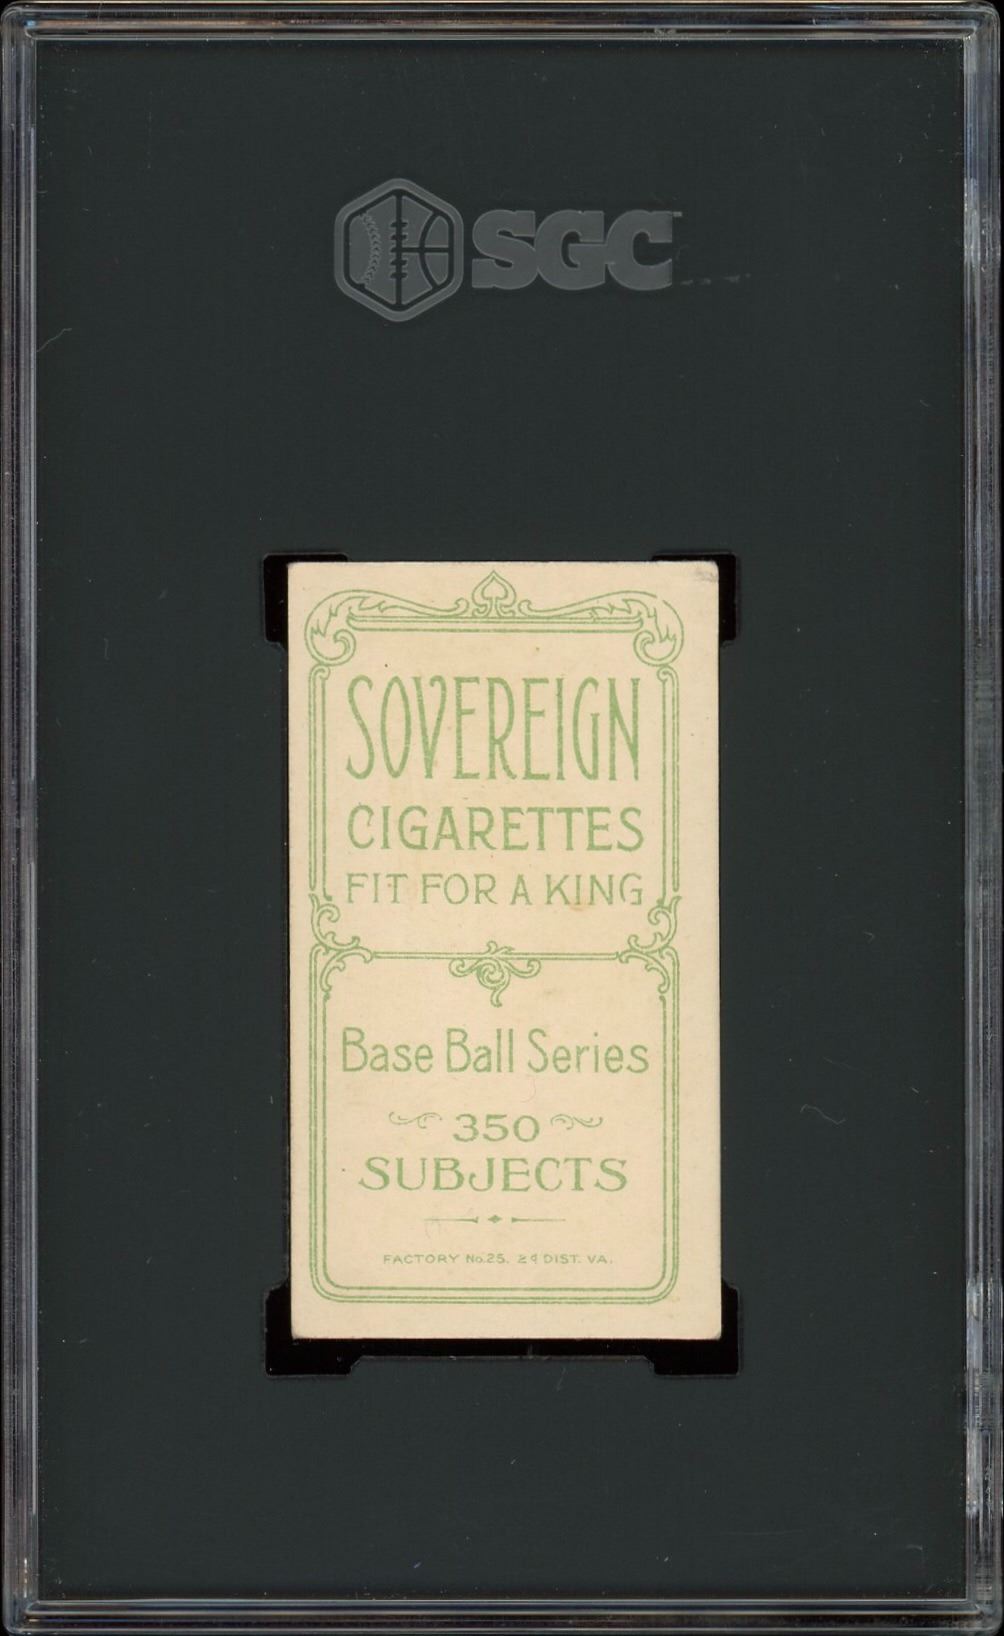 SGC
SOVEREIGN
CIGARETTES
FIT FOR A KING
Base Ball Series
350
SUBJECTS
FACTORY No.25. 2d DIST. VA.